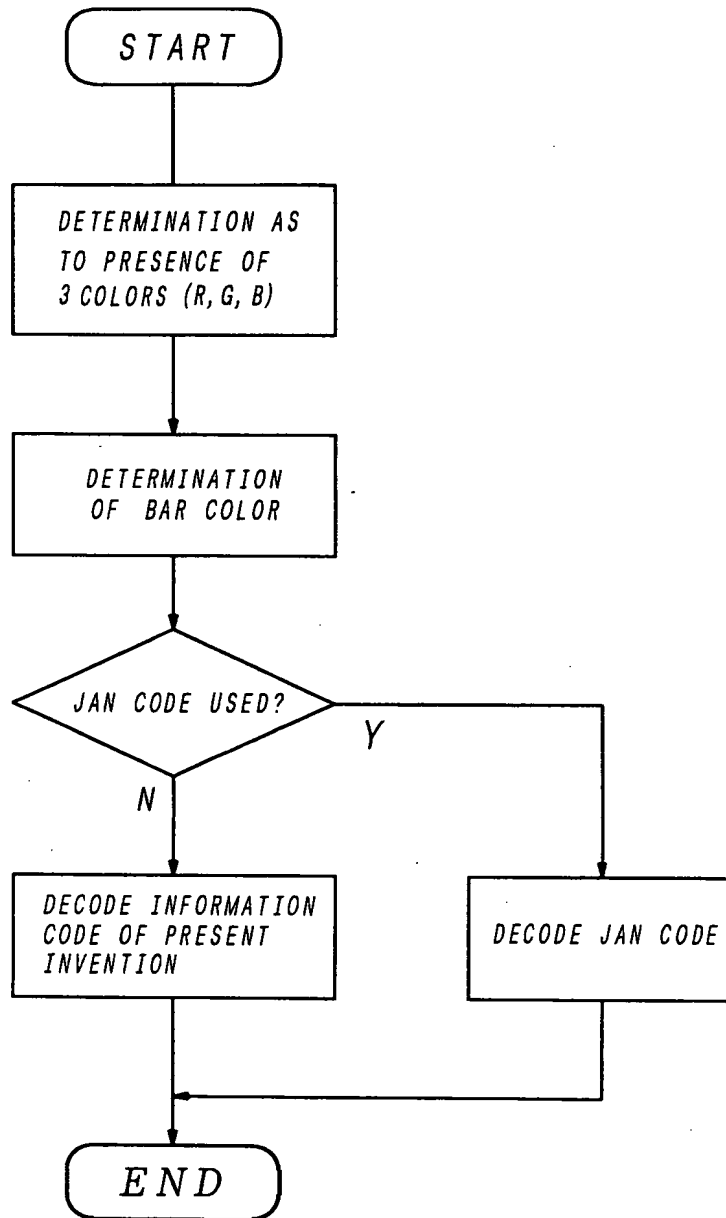 START
DETERMINATION AS
TO PRESENCE OF
3 COLORS (R, G, B)
DETERMINATION
OF BAR COLOR
JAN CODE USED?
Y
N
DECODE INFORMATION
CODE OF PRESENT
INVENTION
DECODE JAN CODE
END